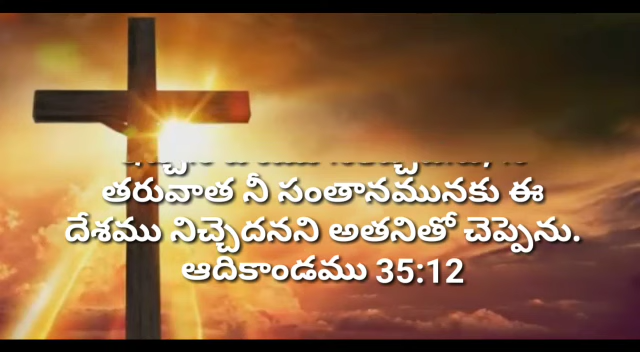 తరువాత నీ సంతానమునకు ఈ
దేశము నిచ్చెదనని అతనితో చెప్పెను.
ఆదికాండము 35:12